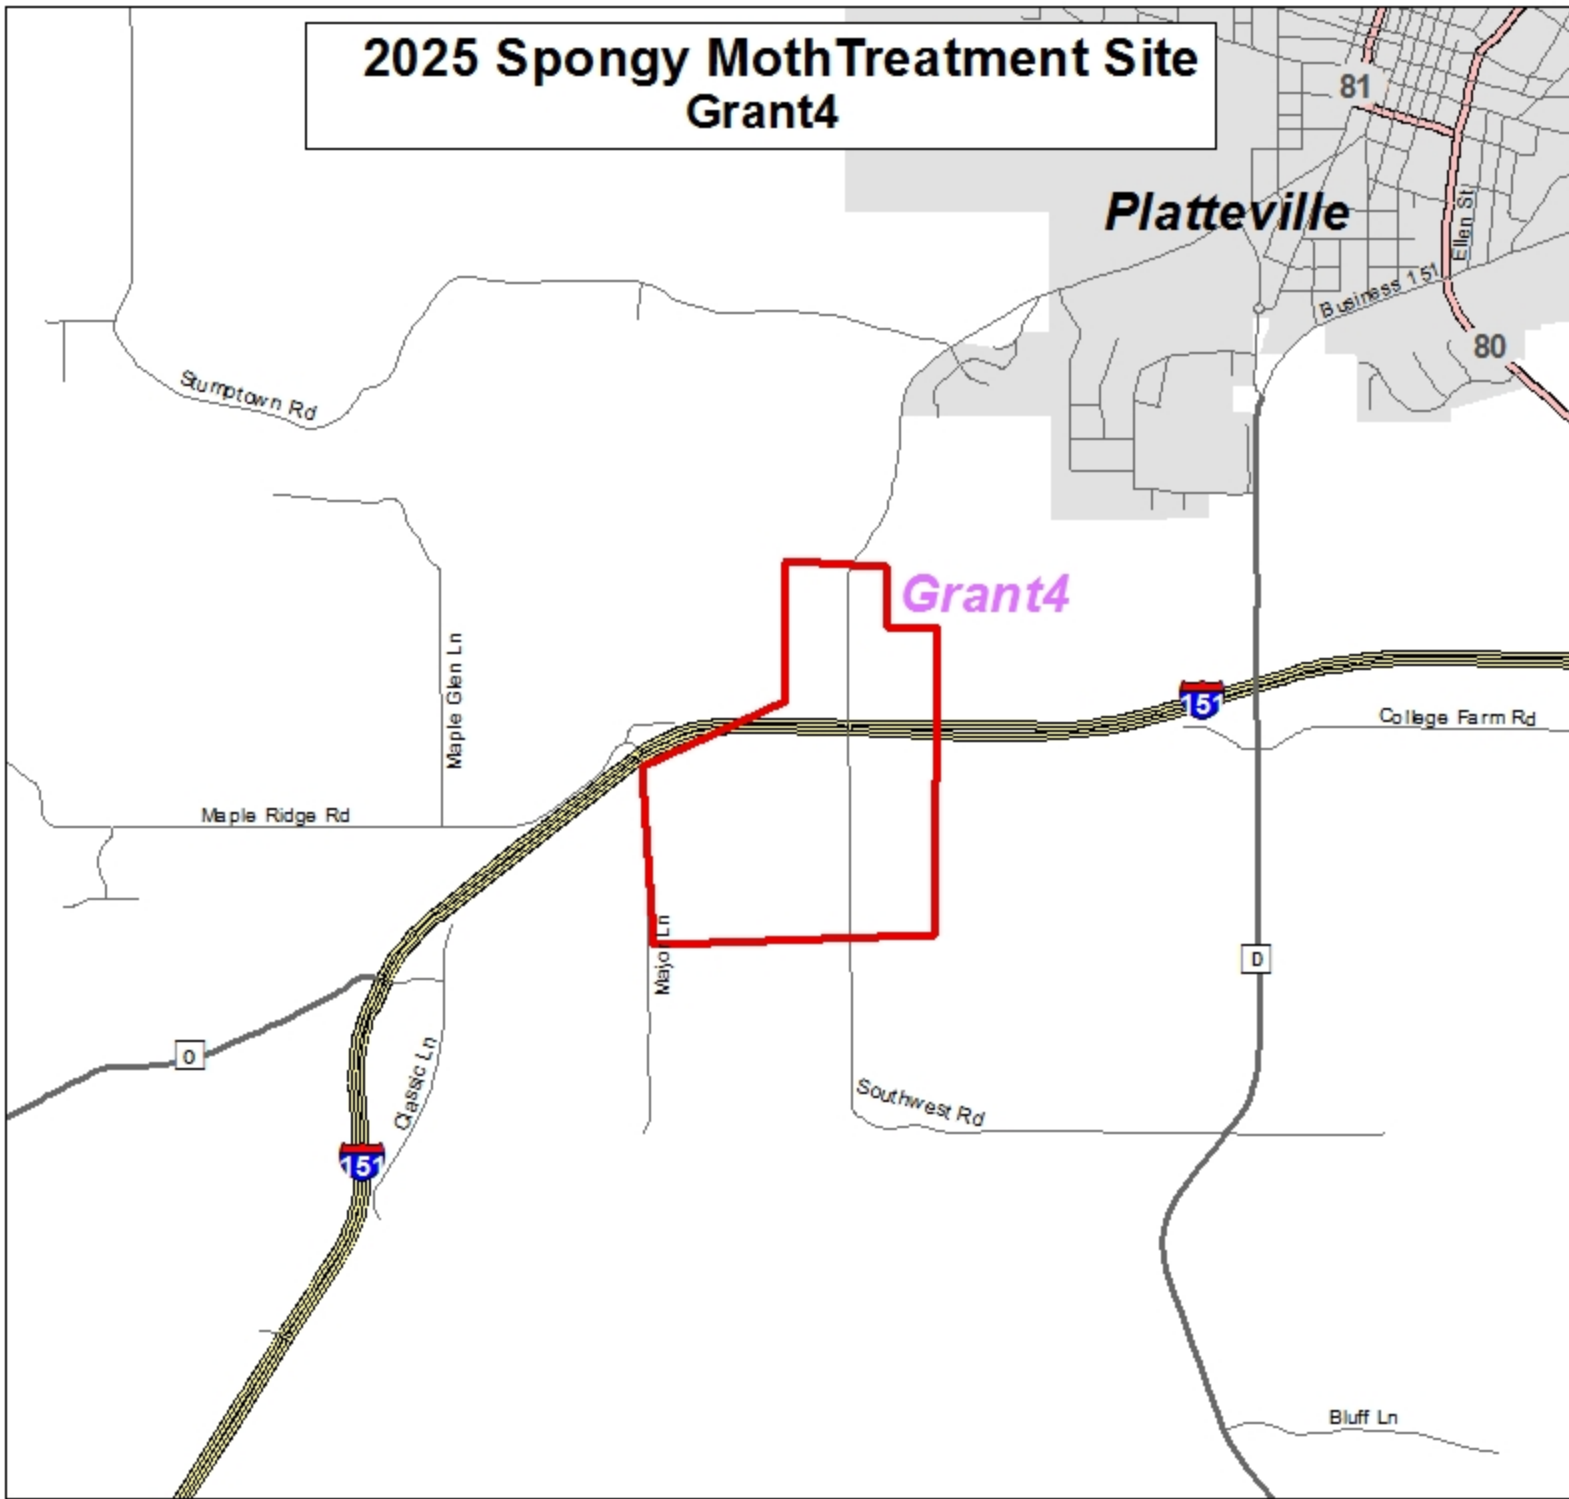 2025 Spongy MothTreatment Site
Grant4
81
Platteville
Ellen St
Business 151
80
Stumptown Rd
Grant4
Maple Glen Ln
151
College Farm Rd
Maple Ridge Rd
Major Ln
D
O
Classic Ln
Southwest Rd
151
Bluff Ln